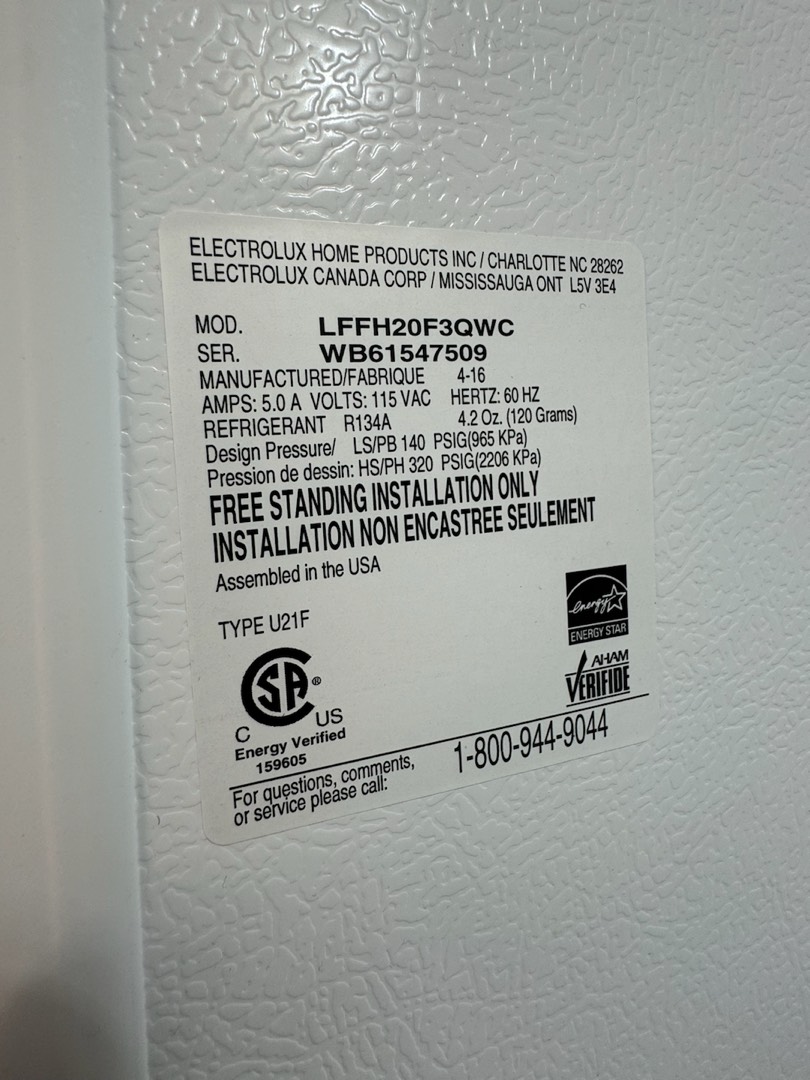 ELECTROLUX HOME PRODUCTS INC / CHARLOTTE NC 28262
ELECTROLUX CANADA CORP / MISSISSAUGA ONT L5V 3E4
MOD. LFFH20F3QWC
SER. WB61547509
MANUFACTURED/FABRIQUE 4-16
AMPS: 5.0 A VOLTS: 115 VAC HERTZ: 60 HZ
REFRIGERANT R134A 4.2 Oz. (120 Grams)
Design Pressure/ LS/PB 140 PSIG(965 KPa)
Pression de dessin: HS/PH 320 PSIG(2206 KPa)
FREE STANDING INSTALLATION ONLY
INSTALLATION NON ENCASTREE SEULEMENT
Assembled in the USA
energy
ENERGY STAR
TYPE U21F
AHAM
VERIFIDE
CSA®
C US
Energy Verified
159605
For questions, comments,
or service please call:
1-800-944-9044